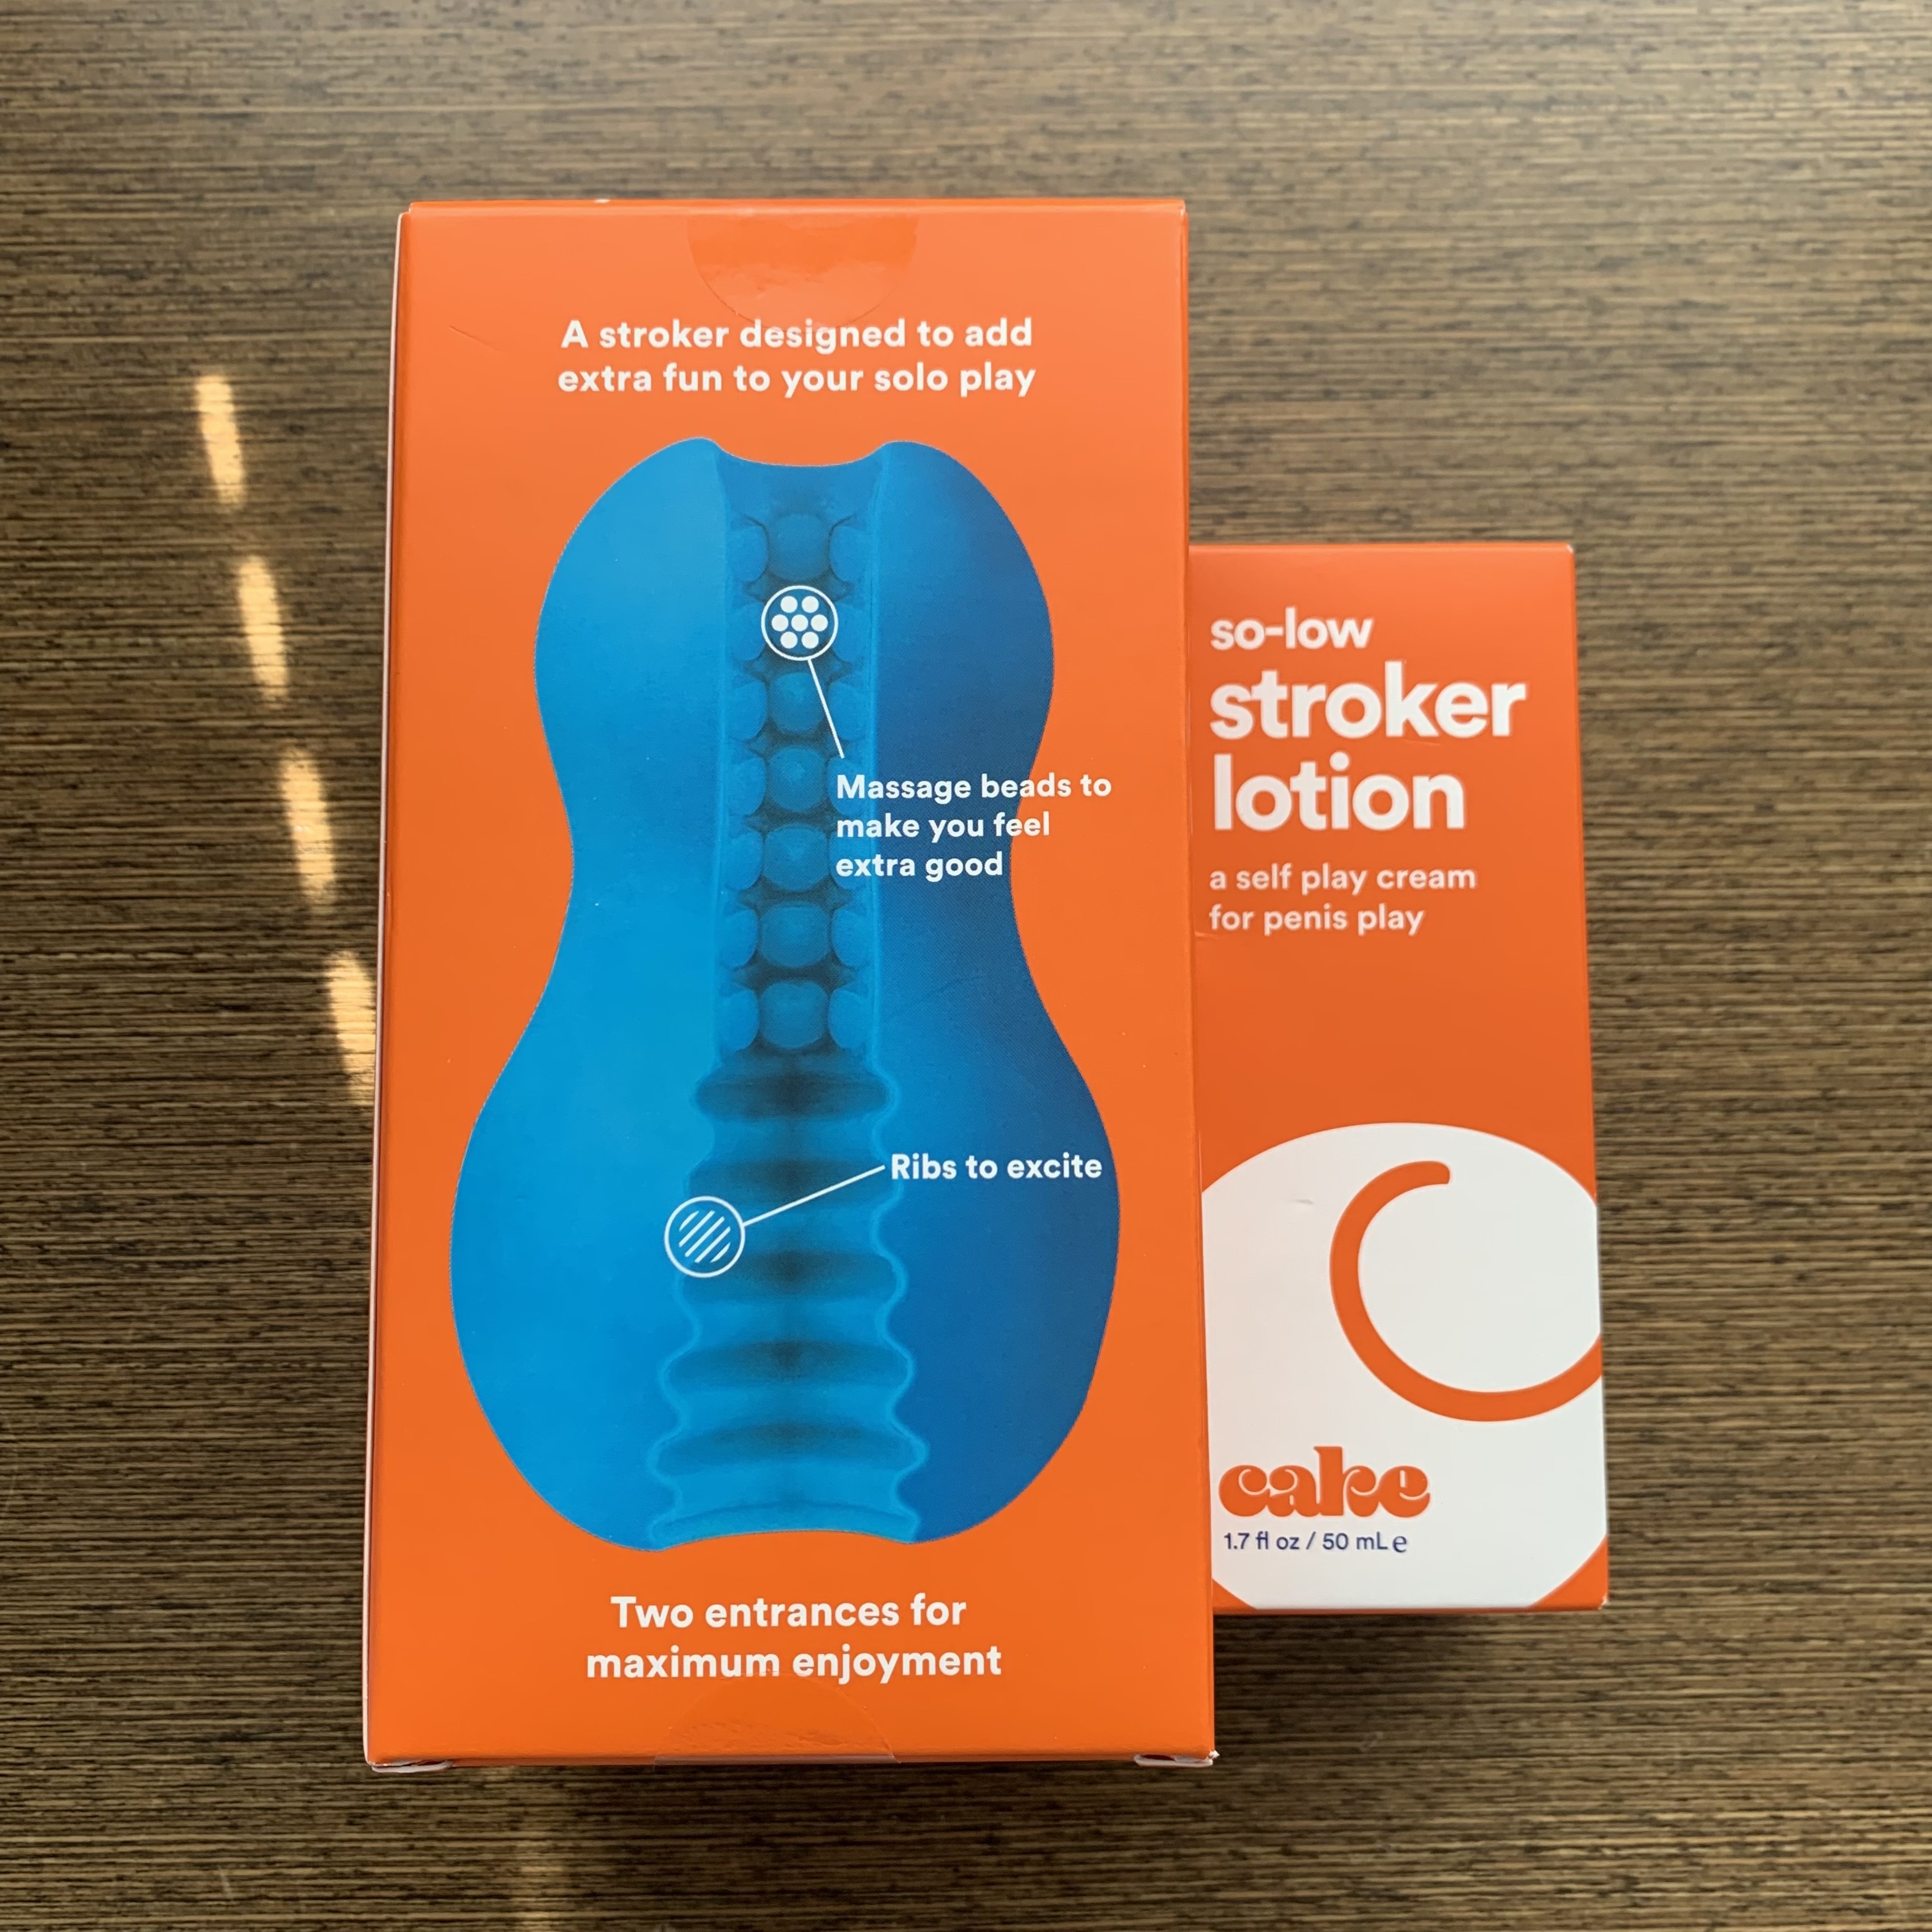 A stroker designed to add
extra fun to your solo play
Massage beads to
make you feel
extra good
Ribs to excite
Two entrances for
maximum enjoyment
so-low
stroker
lotion
a self play cream
for penis play
cake
1.7 fl oz / 50 mL e